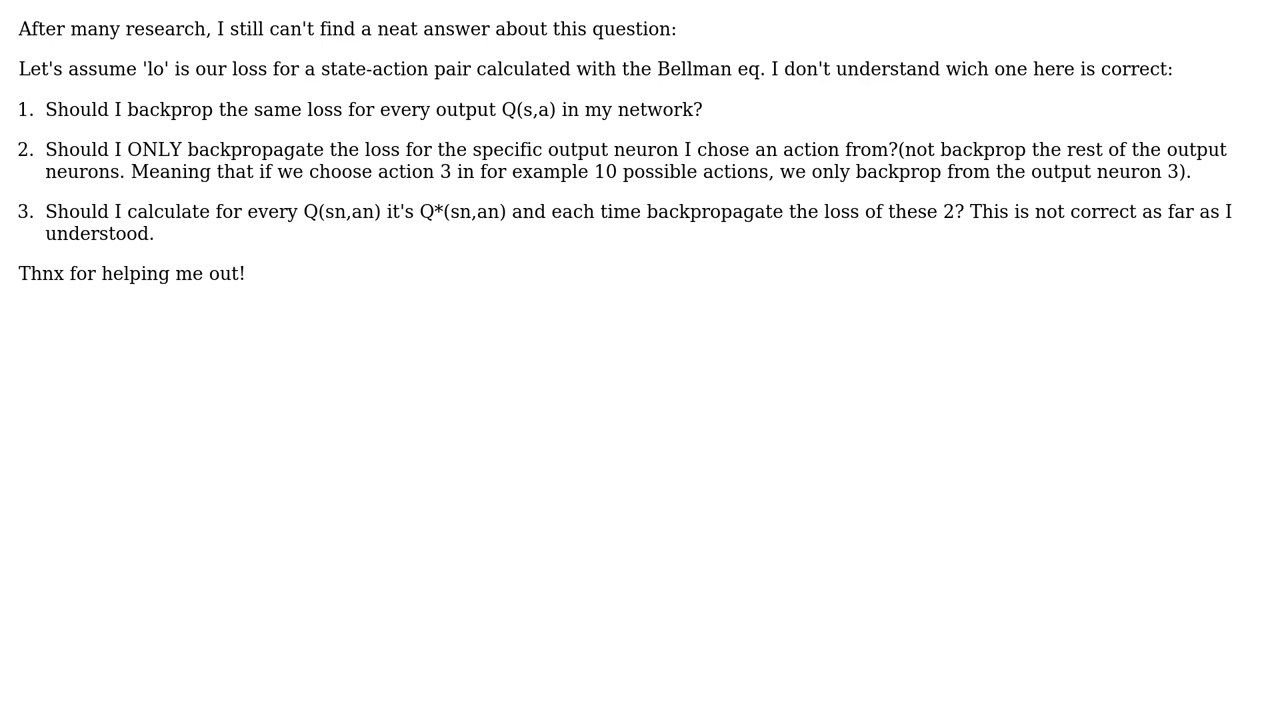 After many research, I still can't find a neat answer about this question:
Let's assume 'lo' is our loss for a state-action pair calculated with the Bellman eq. I don't understand wich one here is correct:
1. Should I backprop the same loss for every output Q(s,a) in my network?
2. Should I ONLY backpropagate the loss for the specific output neuron I chose an action from?(not backprop the rest of the output
neurons. Meaning that if we choose action 3 in for example 10 possible actions, we only backprop from the output neuron 3).
3. Should I calculate for every Q(sn,an) it's Q*(sn,an) and each time backpropagate the loss of these 2? This is not correct as far as I
understood.
Thnx for helping me out!